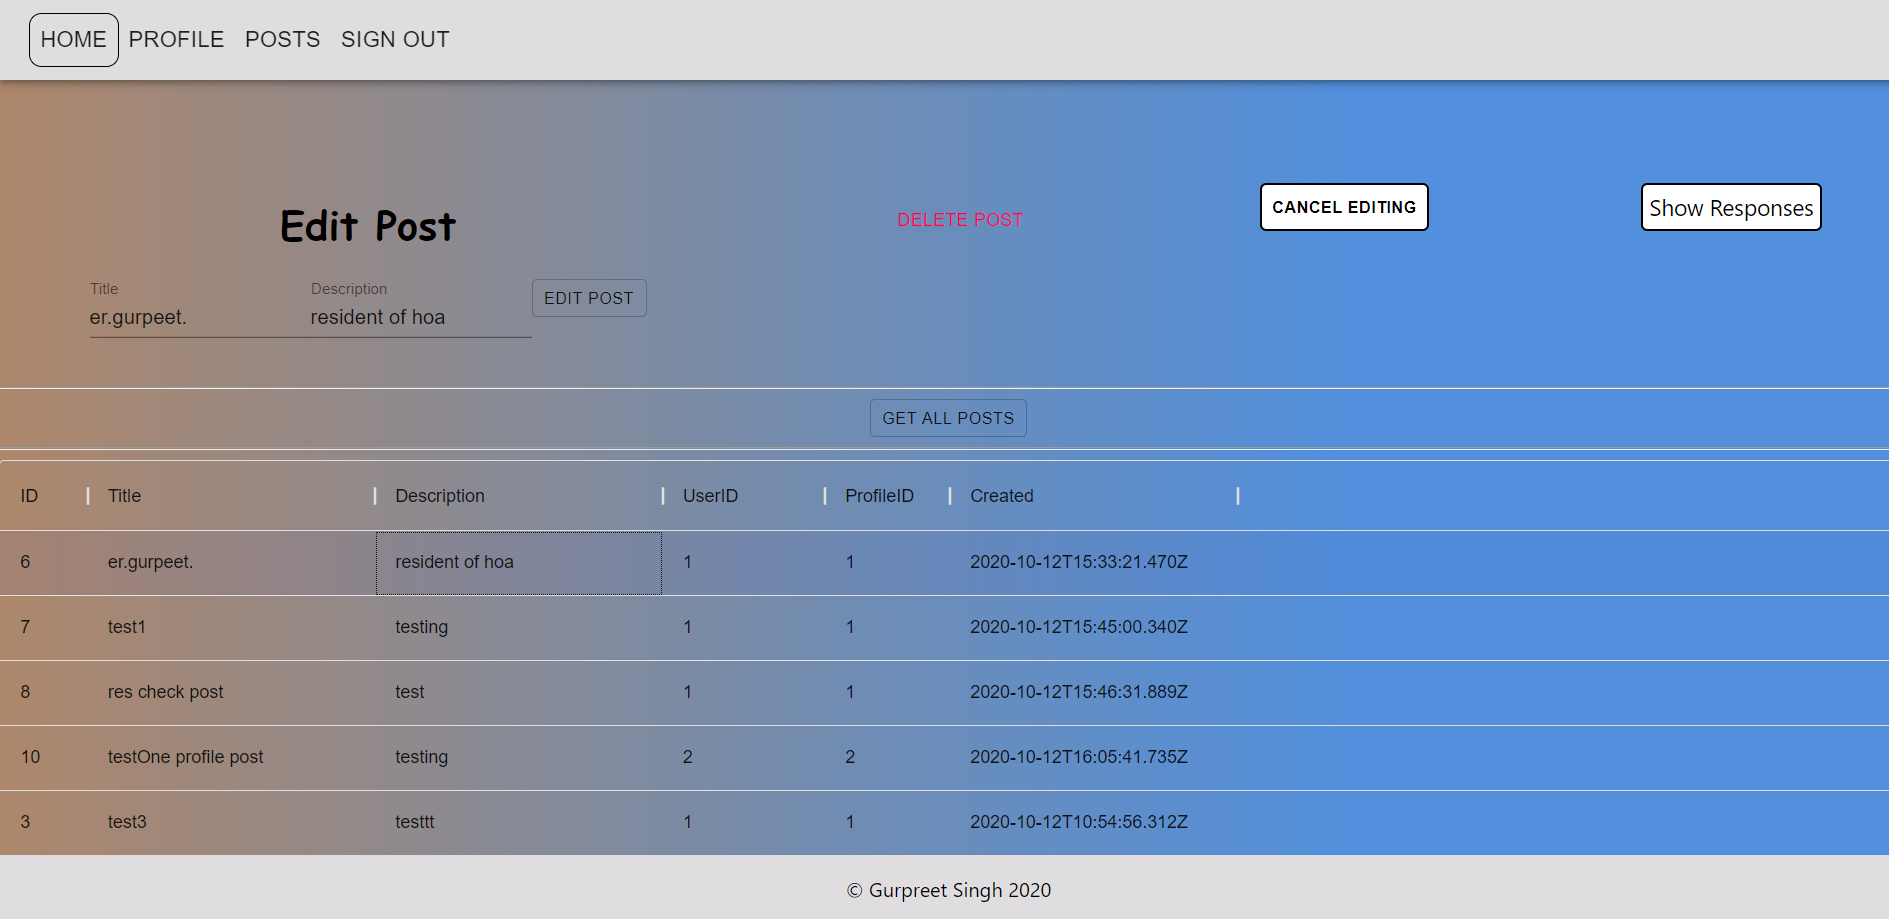 HOME PROFILE POSTS SIGN OUT
Edit Post DELETE POST CANCEL EDITING Show Responses
Title Description
er.gurpeet. resident of hoa EDIT POST
GET ALL POSTS
ID Title Description UserID ProfileID Created
6 er.gurpeet. resident of hoa 1 1 2020-10-12T15:33:21.470Z
7 test1 testing 1 1 2020-10-12T15:45:00.340Z
8 res check post test 1 1 2020-10-12T15:46:31.889Z
10 testOne profile post testing 2 2 2020-10-12T16:05:41.735Z
3 test3 testtt 1 1 2020-10-12T10:54:56.312Z
© Gurpreet Singh 2020